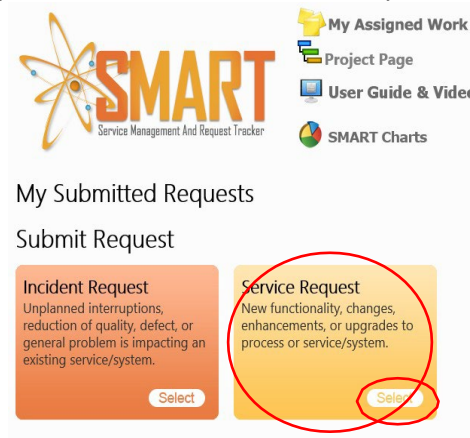 My Assigned Work
Project Page
User Guide & Video
SMART Charts
SMART
Service Management And Request Tracker
My Submitted Requests
Submit Request
Incident Request
Unplanned interruptions,
reduction of quality, defect, or
general problem is impacting an
existing service/system.
Select
Service Request
New functionality, changes,
enhancements, or upgrades to
process or service/system.
Select